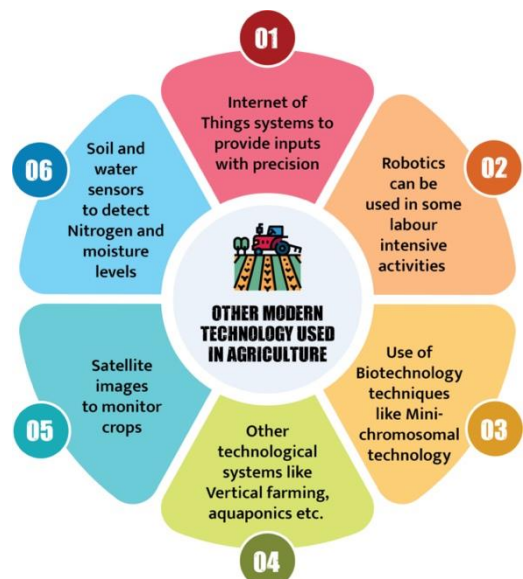 01
Internet of
Things systems to
provide inputs
with precision
02
Robotics
can be
used in some
labour
intensive
activities
Use of
Biotechnology
techniques
like Mini-
chromosomal
technology
03
Other
technological
systems like
Vertical farming,
aquaponics etc.
04
Satellite
images
to monitor
crops
05
06
Soil and
water
sensors
to detect
Nitrogen and
moisture
levels
OTHER MODERN
TECHNOLOGY USED
IN AGRICULTURE